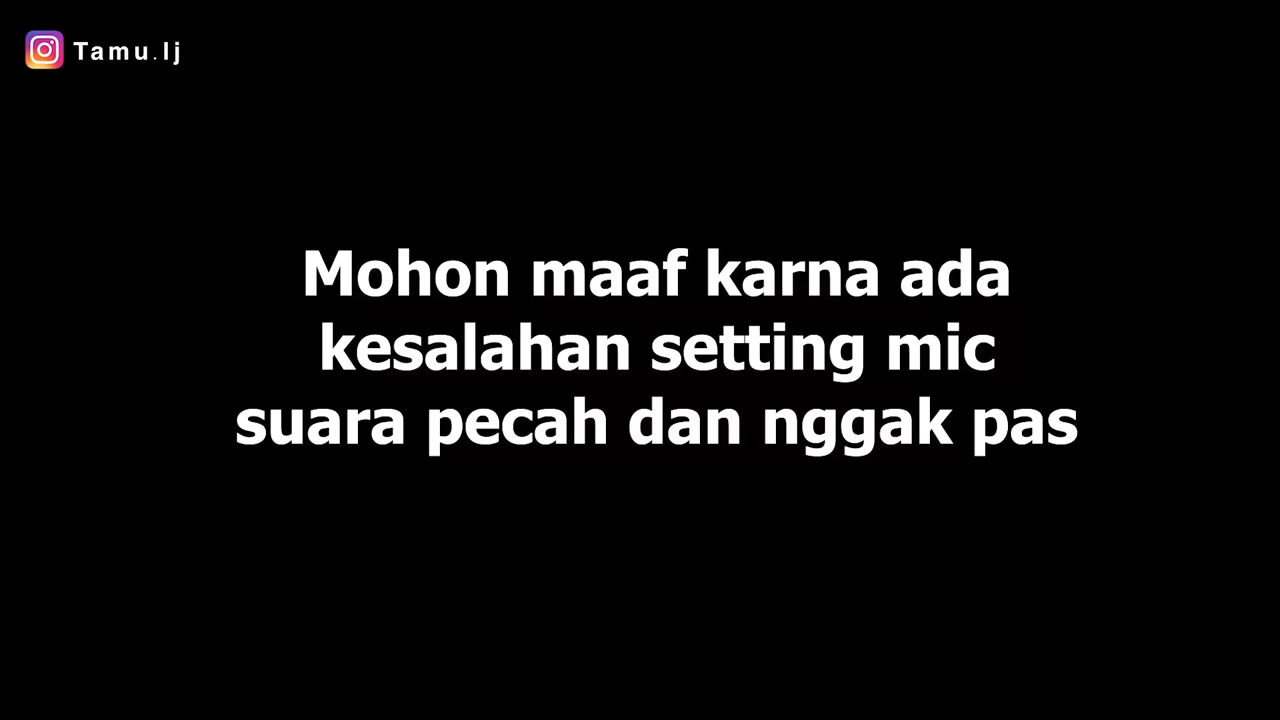 Tamu.lj
Mohon maaf karna ada
kesalahan setting mic
suara pecah dan nggak pas